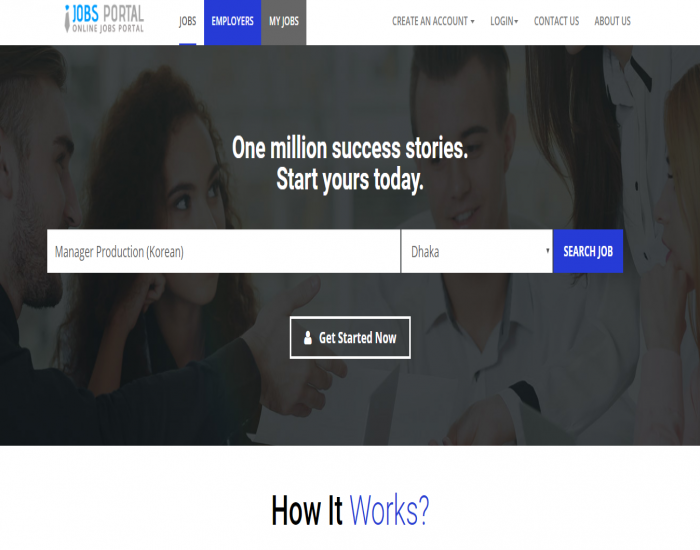 JOBS PORTAL
ONLINE JOBS PORTAL
JOBS EMPLOYERS MY JOBS CREATE AN ACCOUNT LOGIN CONTACT US ABOUT US
One million success stories.
Start yours today.
Manager Production (Korean) Dhaka SEARCH JOB
Get Started Now
How It Works?